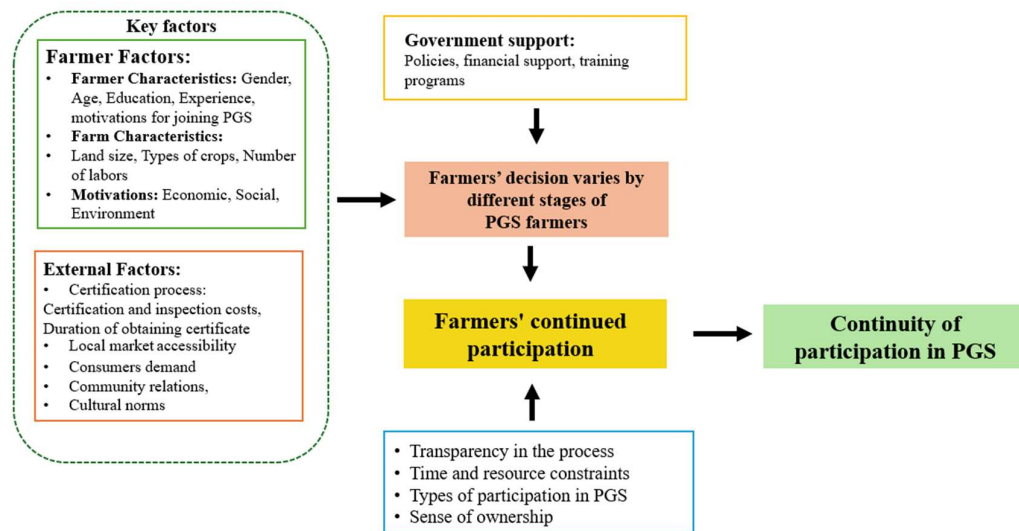 Key factors
Farmer Factors:
• Farmer Characteristics: Gender,
Age, Education, Experience,
motivations for joining PGS
• Farm Characteristics:
• Land size, Types of crops, Number
of labors
• Motivations: Economic, Social,
Environment
External Factors:
• Certification process:
Certification and inspection costs,
Duration of obtaining certificate
• Local market accessibility
• Consumers demand
• Community relations,
• Cultural norms
Government support:
Policies, financial support, training
programs
Farmers’ decision varies by
different stages of
PGS farmers
Farmers' continued
participation
Continuity of
participation in PGS
• Transparency in the process
• Time and resource constraints
• Types of participation in PGS
• Sense of ownership